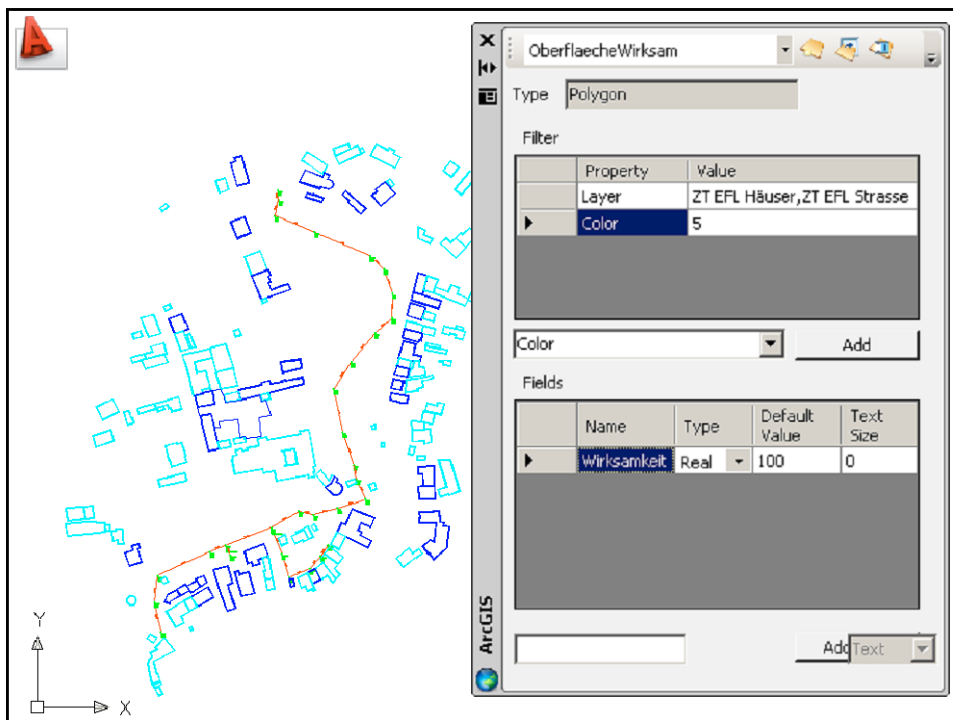 OberflaecheWirksam
Type Polygon
Filter
Property Value
Layer ZT EFL Häuser,ZT EFL Strasse
Color 5
Color Add
Fields
Name Type Default Value Text Size
Wirksamkeit Real 100 0
Add Text
ArcGIS
Y
X